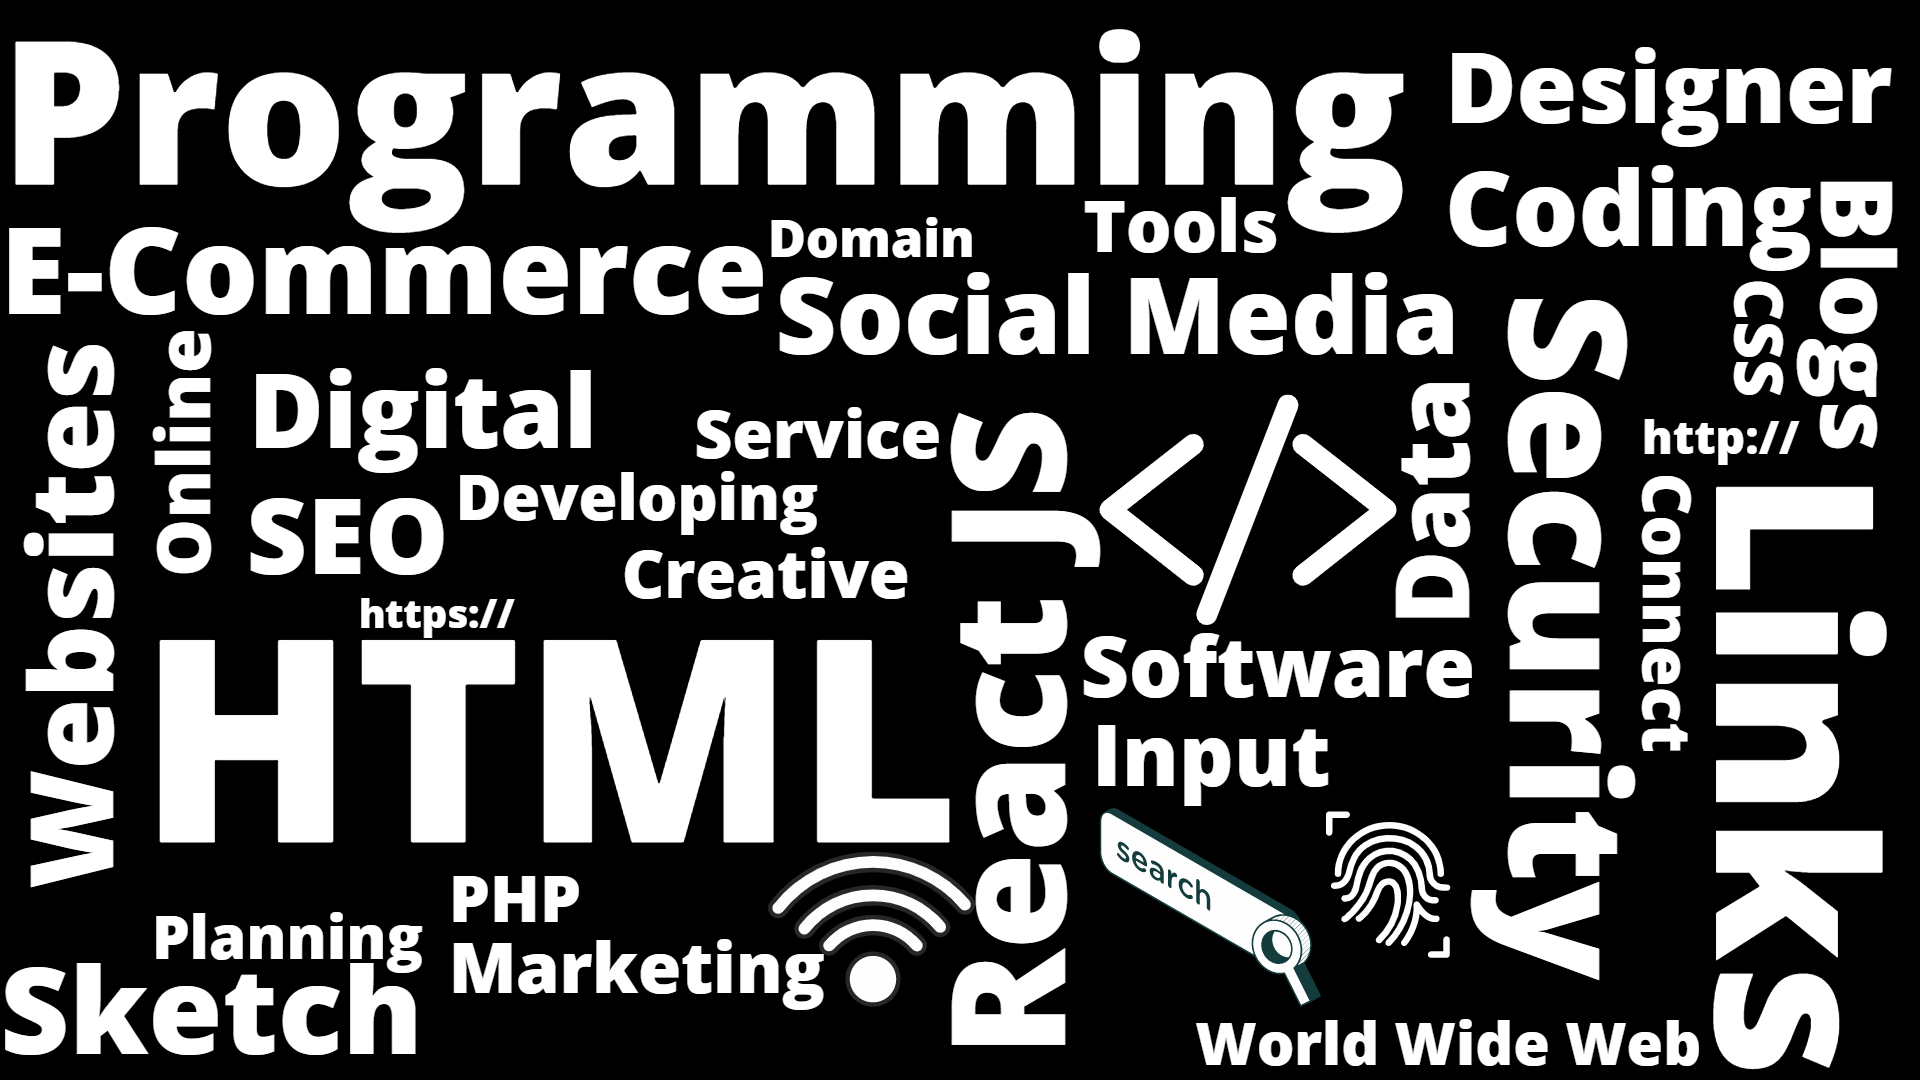 Programming
Designer
Coding
Blogs
E-Commerce
Domain
Tools
Social Media
css
Websites
Online
Digital
Service
React JS
</>
Data
Security
http://
SEO
Developing
Creative
Connect
Links
https://
HTML
Software
Input
search
PHP
Planning
Marketing
Sketch
World Wide Web